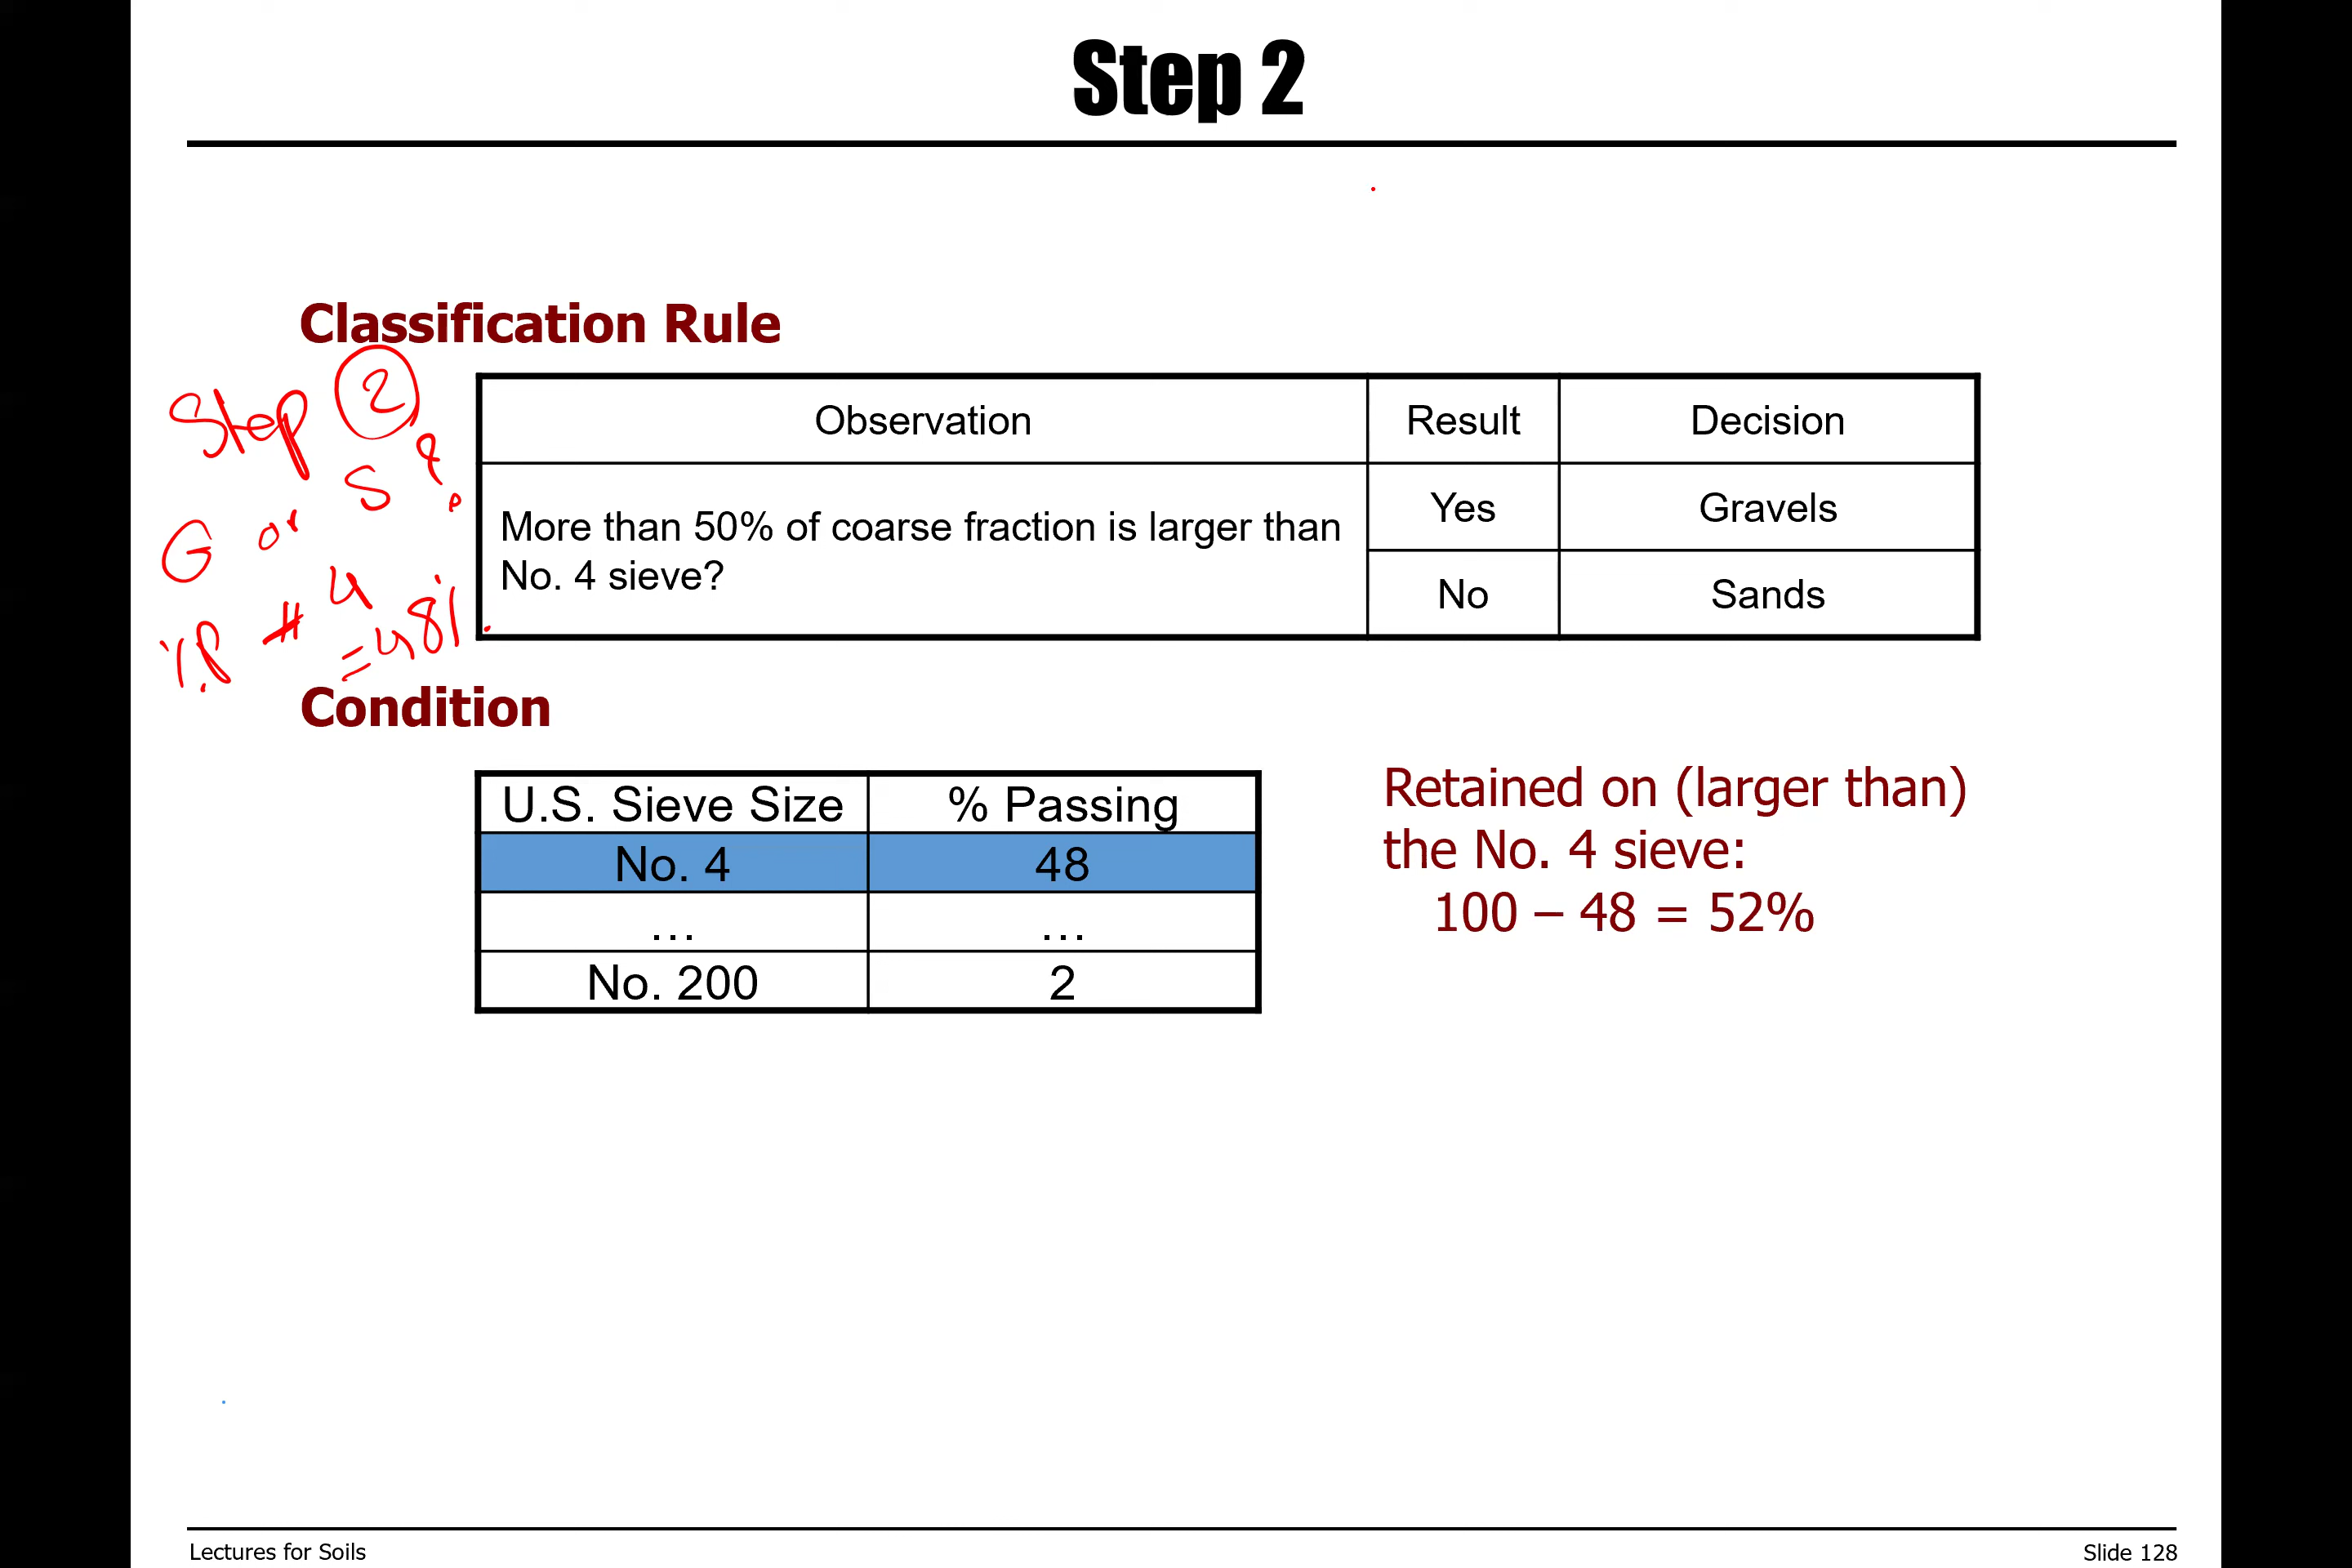 Step 2
Classification Rule
Step 2
G or S ?
%P #4
=48%
Observation
Result
Decision
More than 50% of coarse fraction is larger than
No. 4 sieve?
Yes
Gravels
No
Sands
Condition
U.S. Sieve Size
% Passing
No. 4
48
...
...
No. 200
2
Retained on (larger than)
the No. 4 sieve:
100 – 48 = 52%
Lectures for Soils
Slide 128